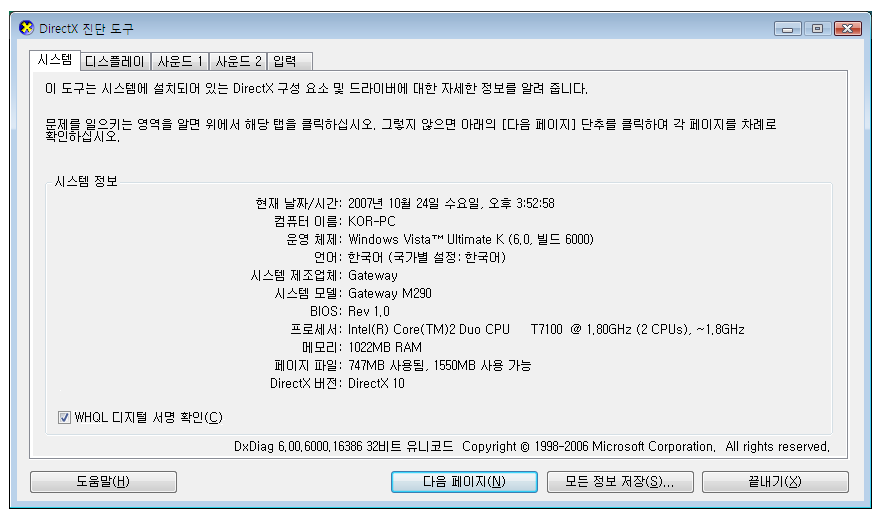 DirectX 진단 도구
시스템 디스플레이 사운드 1 사운드 2 입력
이 도구는 시스템에 설치되어 있는 DirectX 구성 요소 및 드라이버에 대한 자세한 정보를 알려 줍니다.
문제를 일으키는 영역을 알면 위에서 해당 탭을 클릭하십시오. 그렇지 않으면 아래의 [다음 페이지] 단추를 클릭하여 각 페이지를 차례로
확인하십시오.
시스템 정보
현재 날짜/시간: 2007년 10월 24일 수요일, 오후 3:52:58
컴퓨터 이름: KOR-PC
운영 체제: Windows Vista™ Ultimate K (6.0, 빌드 6000)
언어: 한국어 (국가별 설정: 한국어)
시스템 제조업체: Gateway
시스템 모델: Gateway M290
BIOS: Rev 1.0
프로세서: Intel(R) Core(TM)2 Duo CPU T7100 @ 1.80GHz (2 CPUs), ~1.8GHz
메모리: 1022MB RAM
페이지 파일: 747MB 사용됨, 1550MB 사용 가능
DirectX 버전: DirectX 10
WHQL 디지털 서명 확인(C)
DxDiag 6.00.6000.16386 32비트 유니코드 Copyright © 1998-2006 Microsoft Corporation. All rights reserved.
도움말(H) 다음 페이지(N) 모든 정보 저장(S)... 끝내기(X)